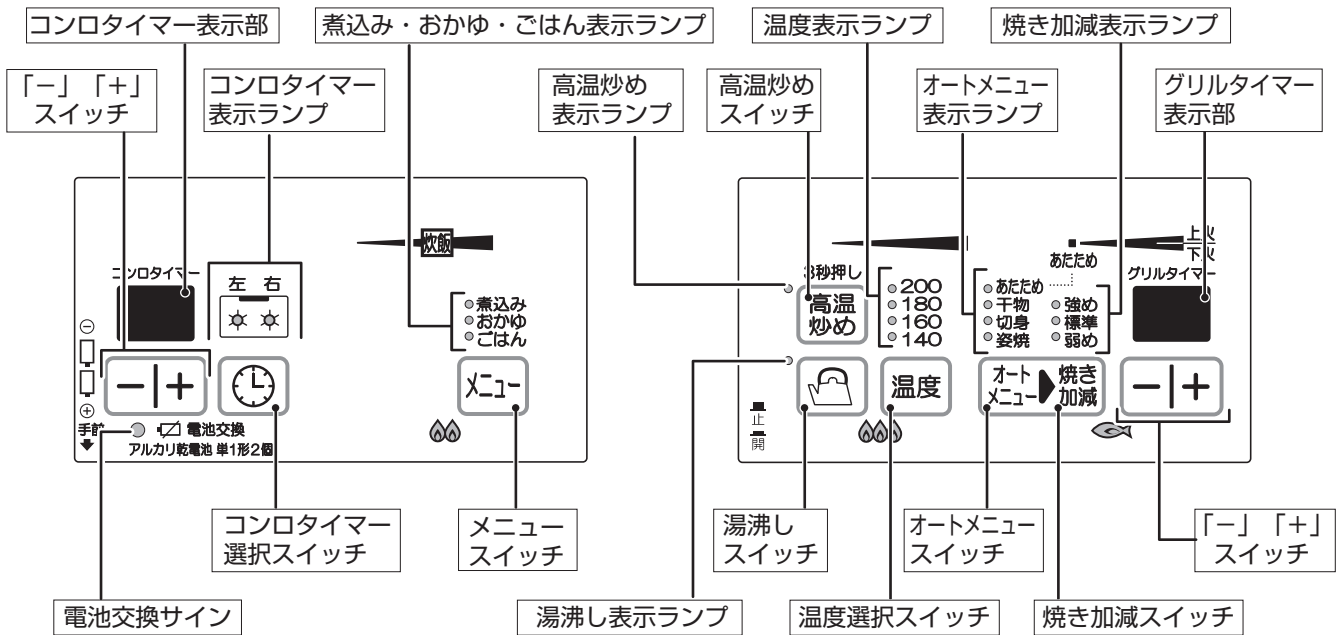 コンロタイマー表示部
煮込み・おかゆ・ごはん表示ランプ
温度表示ランプ
焼き加減表示ランプ
「－」「＋」
スイッチ
コンロタイマー
表示ランプ
高温炒め
表示ランプ
高温炒め
スイッチ
オートメニュー
表示ランプ
グリルタイマー
表示部
コンロタイマー
左 右
炊飯
煮込み
おかゆ
ごはん
－ ＋
メニュー
⊖
⊕
手前
電池交換
アルカリ乾電池 単1形2個
3秒押し
高温
炒め
200
180
160
140
温度
あたため
干物
切身
姿焼
強め
標準
弱め
オート
メニュー
焼き
加減
上火
下火
あたため
グリルタイマー
－ ＋
止
開
コンロタイマー
選択スイッチ
メニュー
スイッチ
湯沸し
スイッチ
オートメニュー
スイッチ
「－」「＋」
スイッチ
電池交換サイン
湯沸し表示ランプ
温度選択スイッチ
焼き加減スイッチ